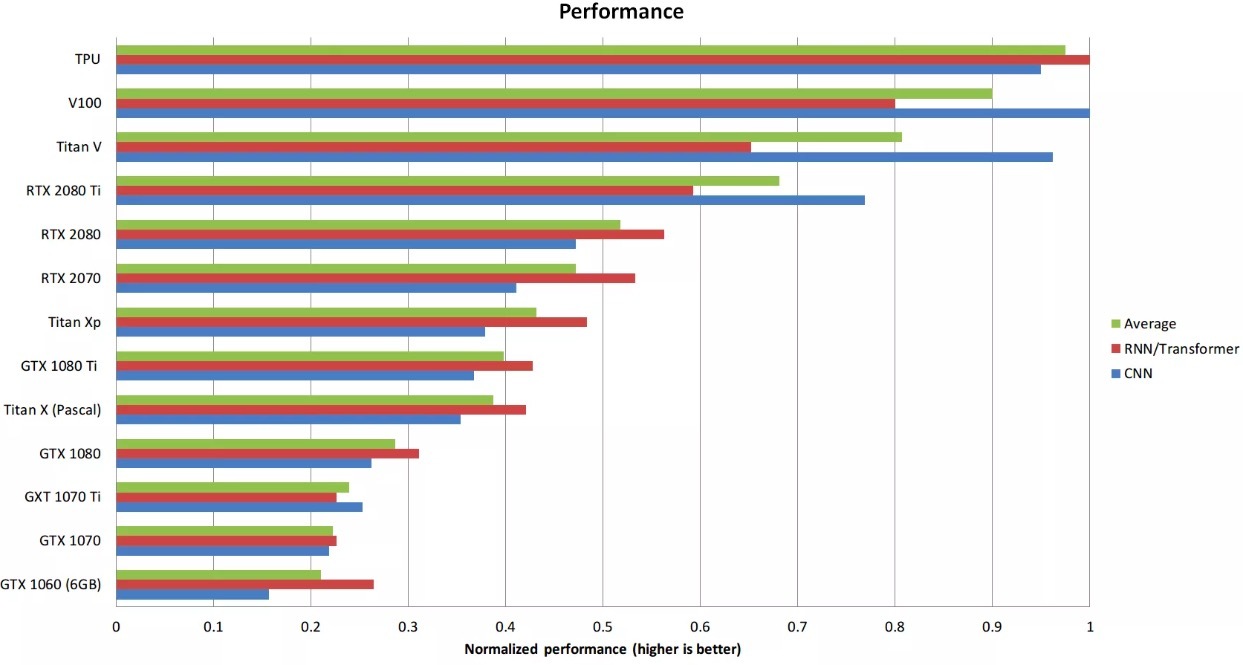 Performance
TPU
V100
Titan V
RTX 2080 Ti
RTX 2080
RTX 2070
Titan Xp
GTX 1080 Ti
Titan X (Pascal)
GTX 1080
GXT 1070 Ti
GTX 1070
GTX 1060 (6GB)
Average
RNN/Transformer
CNN
0 0.1 0.2 0.3 0.4 0.5 0.6 0.7 0.8 0.9 1
Normalized performance (higher is better)